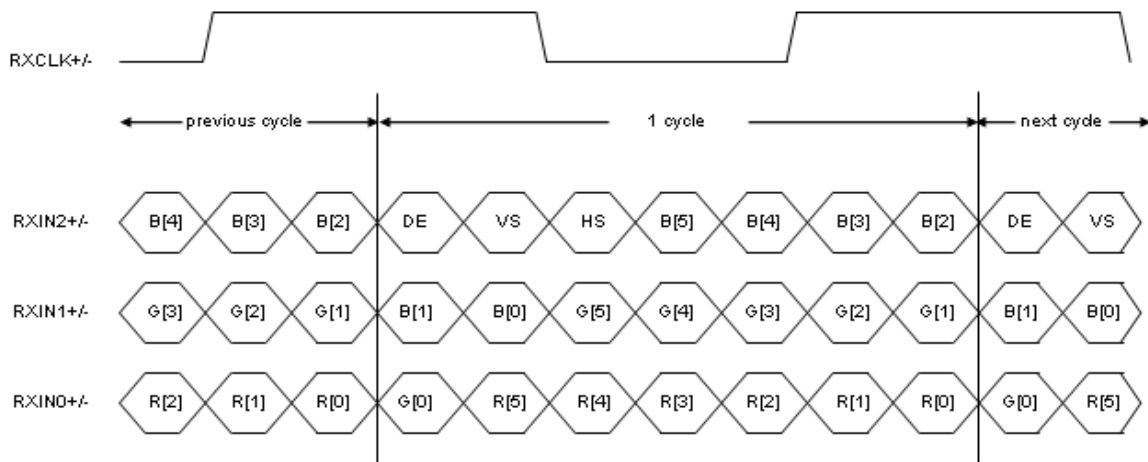 RXCLK+/-
previous cycle 1 cycle next cycle
RXIN2+/- B[4] B[3] B[2] DE VS HS B[5] B[4] B[3] B[2] DE VS
RXIN1+/- G[3] G[2] G[1] B[1] B[0] G[5] G[4] G[3] G[2] G[1] B[1] B[0]
RXIN0+/- R[2] R[1] R[0] G[0] R[5] R[4] R[3] R[2] R[1] R[0] G[0] R[5]